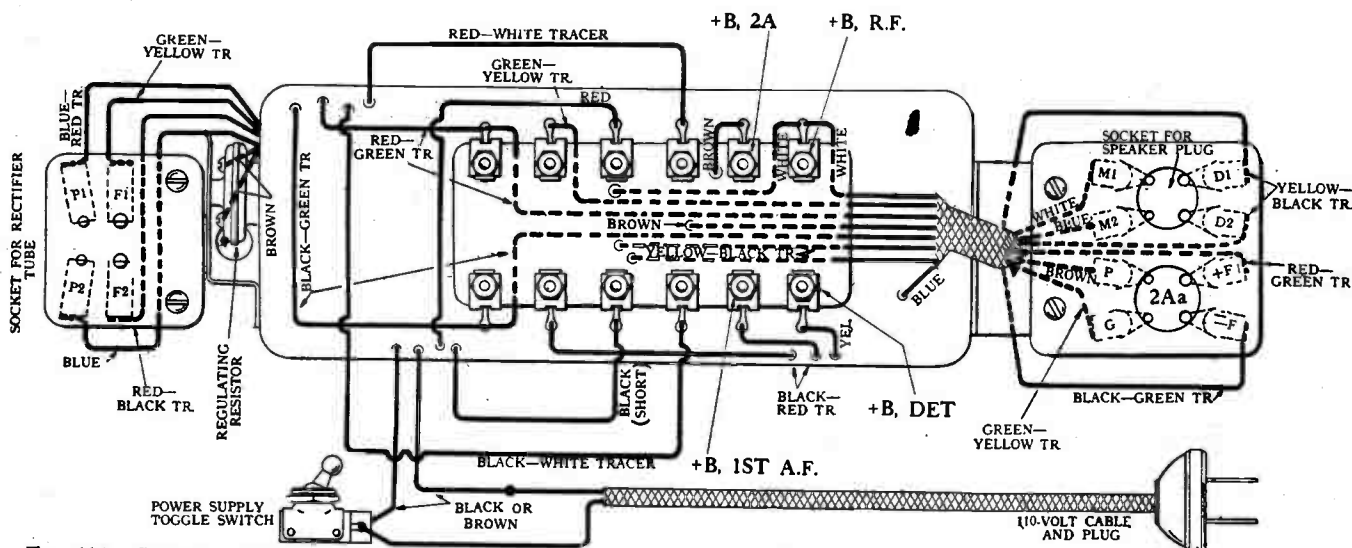 +B, 2A
+B, R.F.
GREEN—
YELLOW TR
RED—WHITE TRACER
GREEN—
YELLOW TR.
RED
BLUE—
RED TR.
RED—
GREEN TR.
BROWN
WHITE
WHITE
SOCKET FOR
SPEAKER PLUG
M1
D1
P1
F1
YELLOW—
BLACK TR.
WHITE
BLUE
M2
D2
BROWN
BLACK—GREEN TR
BROWN
YELLOW—BLACK TR
SOCKET FOR RECTIFIER
TUBE
P2
F2
BLUE
BROWN
P
+F
RED—
GREEN TR
2Aa
G
—F
YEL
BLUE
RED—
BLACK TR.
REGULATING
RESISTOR
BLACK
(SHORT)
BLACK—
RED TR
+B, DET
BLACK—GREEN TR
GREEN—
YELLOW TR
BLACK—WHITE TRACER
+B, 1ST A.F.
POWER SUPPLY
TOGGLE SWITCH
BLACK OR
BROWN
110-VOLT CABLE
AND PLUG